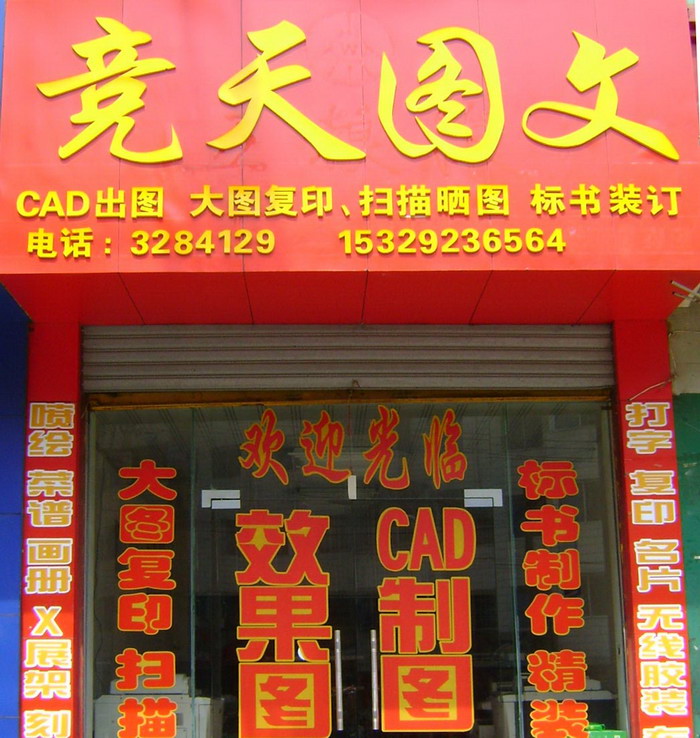 竞天图文
CAD出图 大图复印、扫描晒图 标书装订
电话：3284129 15329236564
欢迎光临
喷绘 菜谱 画册 X展架 刻
大图复印 扫描
效果图
CAD制图
标书制作 精装
打字 复印 名片 无线胶装